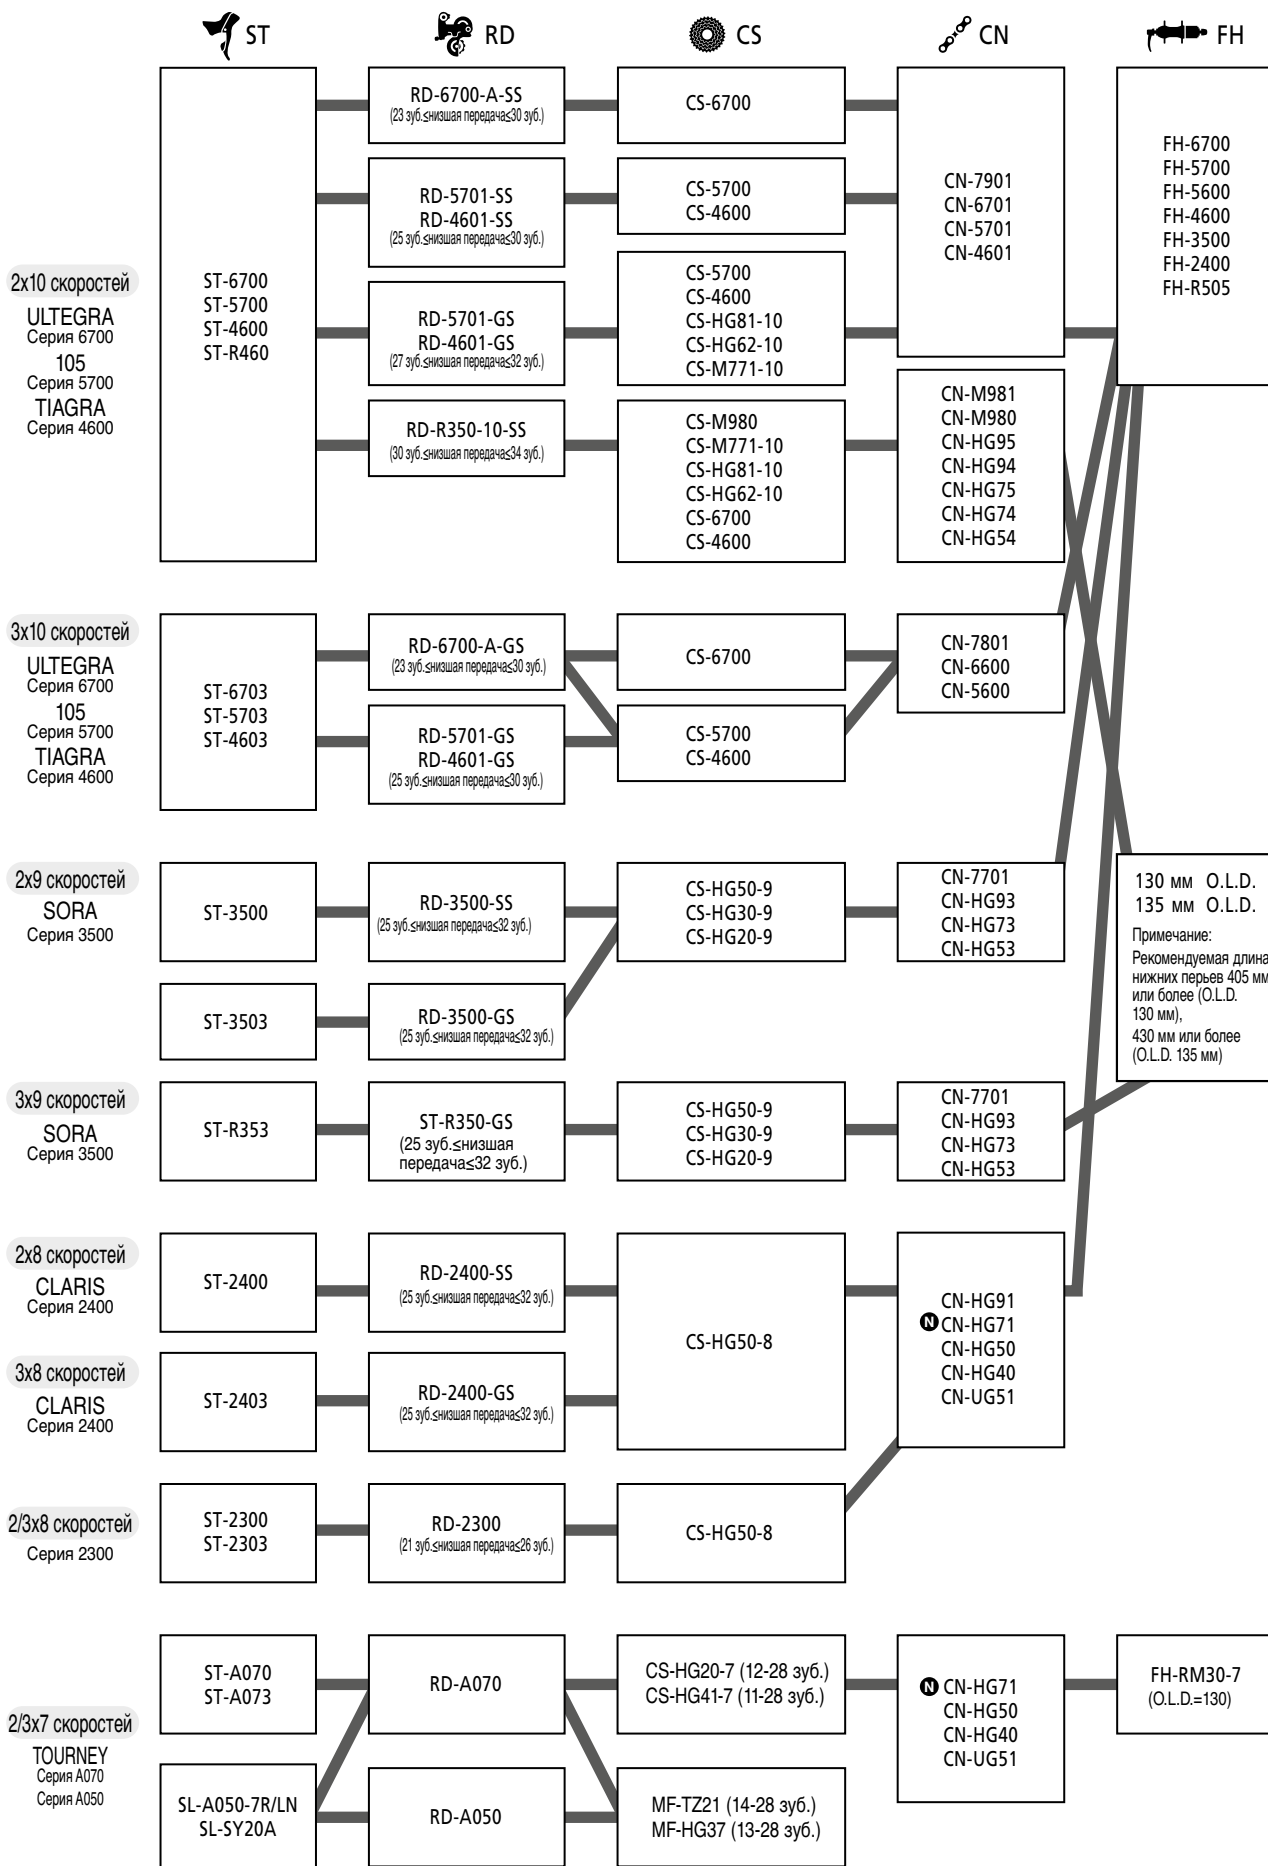 ST
RD
CS
CN
FH
2x10 скоростей
ULTEGRA
Серия 6700
105
Серия 5700
TIAGRA
Серия 4600
ST-6700
ST-5700
ST-4600
ST-R460
RD-6700-A-SS
(23 зуб.≤низшая передача≤30 зуб.)
RD-5701-SS
RD-4601-SS
(25 зуб.≤низшая передача≤30 зуб.)
RD-5701-GS
RD-4601-GS
(27 зуб.≤низшая передача≤32 зуб.)
RD-R350-10-SS
(30 зуб.≤низшая передача≤34 зуб.)
CS-6700
CS-5700
CS-4600
CS-5700
CS-4600
CS-HG81-10
CS-HG62-10
CS-M771-10
CS-M980
CS-M771-10
CS-HG81-10
CS-HG62-10
CS-6700
CS-4600
CN-7901
CN-6701
CN-5701
CN-4601
CN-M981
CN-M980
CN-HG95
CN-HG94
CN-HG75
CN-HG74
CN-HG54
FH-6700
FH-5700
FH-5600
FH-4600
FH-3500
FH-2400
FH-R505
3x10 скоростей
ULTEGRA
Серия 6700
105
Серия 5700
TIAGRA
Серия 4600
ST-6703
ST-5703
ST-4603
RD-6700-A-GS
(23 зуб.≤низшая передача≤30 зуб.)
RD-5701-GS
RD-4601-GS
(25 зуб.≤низшая передача≤30 зуб.)
CS-6700
CS-5700
CS-4600
CN-7801
CN-6600
CN-5600
2x9 скоростей
SORA
Серия 3500
ST-3500
ST-3503
RD-3500-SS
(25 зуб.≤низшая передача≤32 зуб.)
RD-3500-GS
(25 зуб.≤низшая передача≤32 зуб.)
CS-HG50-9
CS-HG30-9
CS-HG20-9
CN-7701
CN-HG93
CN-HG73
CN-HG53
130 мм O.L.D.
135 мм O.L.D.
Примечание:
Рекомендуемая длина
нижних перьев 405 мм
или более (O.L.D.
130 мм),
430 мм или более
(O.L.D. 135 мм)
3x9 скоростей
SORA
Серия 3500
ST-R353
ST-R350-GS
(25 зуб.≤низшая
передача≤32 зуб.)
CS-HG50-9
CS-HG30-9
CS-HG20-9
CN-7701
CN-HG93
CN-HG73
CN-HG53
2x8 скоростей
CLARIS
Серия 2400
ST-2400
RD-2400-SS
(25 зуб.≤низшая передача≤32 зуб.)
CS-HG50-8
CN-HG91
N CN-HG71
CN-HG50
CN-HG40
CN-UG51
3x8 скоростей
CLARIS
Серия 2400
ST-2403
RD-2400-GS
(25 зуб.≤низшая передача≤32 зуб.)
2/3x8 скоростей
Серия 2300
ST-2300
ST-2303
RD-2300
(21 зуб.≤низшая передача≤26 зуб.)
CS-HG50-8
2/3x7 скоростей
TOURNEY
Серия A070
Серия A050
ST-A070
ST-A073
SL-A050-7R/LN
SL-SY20A
RD-A070
RD-A050
CS-HG20-7 (12-28 зуб.)
CS-HG41-7 (11-28 зуб.)
MF-TZ21 (14-28 зуб.)
MF-HG37 (13-28 зуб.)
N CN-HG71
CN-HG50
CN-HG40
CN-UG51
FH-RM30-7
(O.L.D.=130)